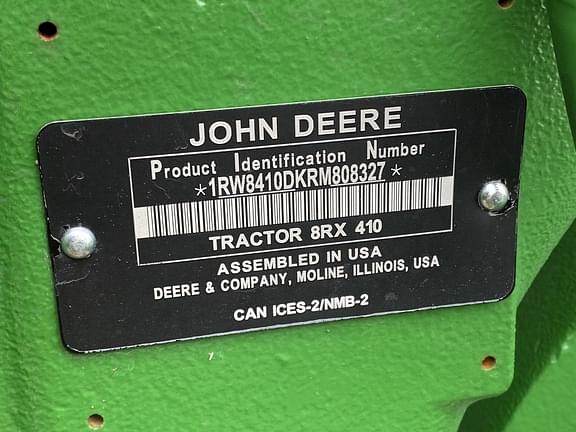 JOHN DEERE
Product Identification Number
*1RW8410DKRM808327*
TRACTOR 8RX 410
ASSEMBLED IN USA
DEERE & COMPANY, MOLINE, ILLINOIS, USA
CAN ICES-2/NMB-2